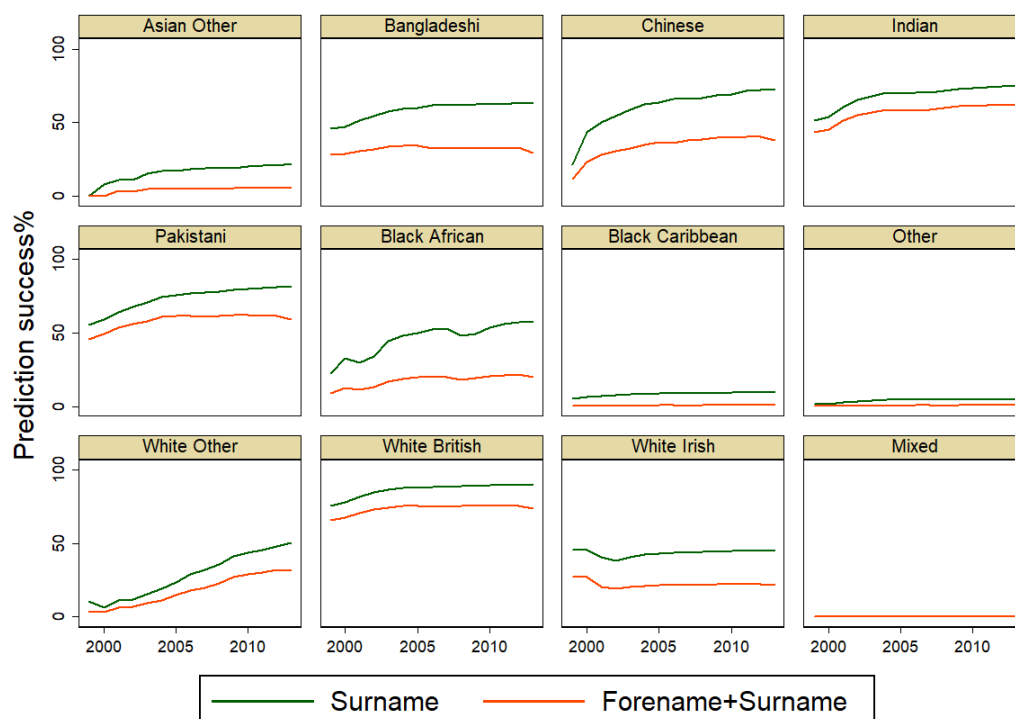 Asian Other Bangladeshi Chinese Indian
100
50
0
Pakistani Black African Black Caribbean Other
100
50
0
White Other White British White Irish Mixed
100
50
0
Prediction success%
2000 2005 2010 2000 2005 2010 2000 2005 2010 2000 2005 2010
Surname Forename+Surname